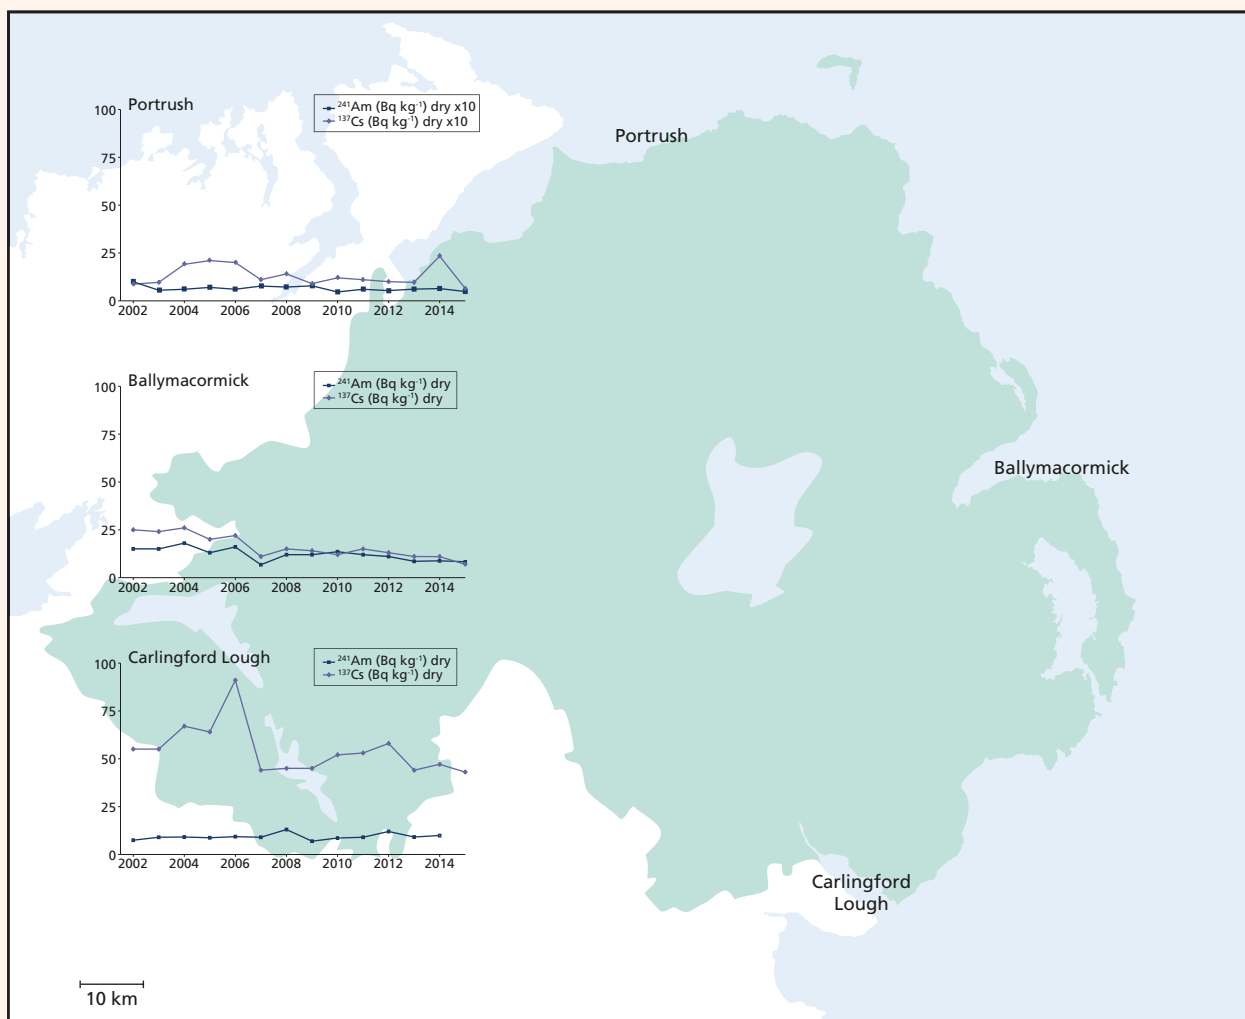 Portrush
²⁴¹Am (Bq kg⁻¹) dry x10
¹³⁷Cs (Bq kg⁻¹) dry x10
100
75
50
25
0
2002 2004 2006 2008 2010 2012 2014
Portrush
Ballymacormick
²⁴¹Am (Bq kg⁻¹) dry
¹³⁷Cs (Bq kg⁻¹) dry
100
75
50
25
0
2002 2004 2006 2008 2010 2012 2014
Ballymacormick
Carlingford Lough
²⁴¹Am (Bq kg⁻¹) dry
¹³⁷Cs (Bq kg⁻¹) dry
100
75
50
25
0
2002 2004 2006 2008 2010 2012 2014
Carlingford
Lough
10 km